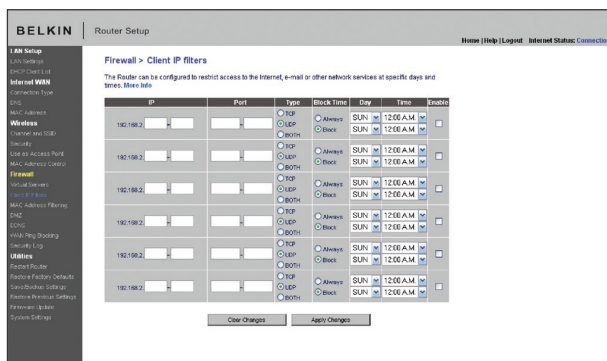 BELKIN Router Setup
Home | Help | Logout Internet Status: Connection
LAN Setup
LAN Settings
DHCP Client List
Internet WAN
Connection Type
DNS
MAC Address
Wireless
Channel and SSID
Security
Use as Access Point
MAC Address Control
Firewall
Virtual Servers
Client IP Filters
MAC Address Filtering
DMZ
DDNS
WAN Ping Blocking
Security Log
Utilities
Restart Router
Restore Factory Defaults
Save/Backup Settings
Restore Previous Settings
Firmware Update
System Settings
Firewall > Client IP filters
The Router can be configured to restrict access to the Internet, e-mail or other network services at specific days and
times. More Info
IP Port Type Block Time Day Time Enable
192.168.2. - - TCP UDP BOTH Always Block SUN SUN 12:00 A.M. 12:00 A.M.
192.168.2. - - TCP UDP BOTH Always Block SUN SUN 12:00 A.M. 12:00 A.M.
192.168.2. - - TCP UDP BOTH Always Block SUN SUN 12:00 A.M. 12:00 A.M.
192.168.2. - - TCP UDP BOTH Always Block SUN SUN 12:00 A.M. 12:00 A.M.
192.168.2. - - TCP UDP BOTH Always Block SUN SUN 12:00 A.M. 12:00 A.M.
192.168.2. - - TCP UDP BOTH Always Block SUN SUN 12:00 A.M. 12:00 A.M.
Clear Changes Apply Changes